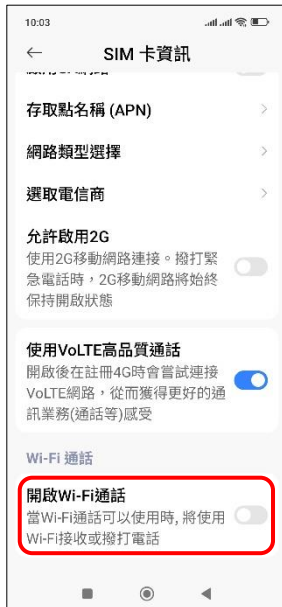 10:03
SIM 卡資訊
存取點名稱 (APN)
網路類型選擇
選取電信商
允許啟用2G
使用2G移動網路連接。撥打緊
急電話時，2G移動網路將始終
保持開啟狀態
使用VoLTE高品質通話
開啟後在註冊4G時會嘗試連接
VoLTE網路，從而獲得更好的通
訊業務(通話等)感受
Wi-Fi 通話
開啟Wi-Fi通話
當Wi-Fi通話可以使用時, 將使用
Wi-Fi接收或撥打電話